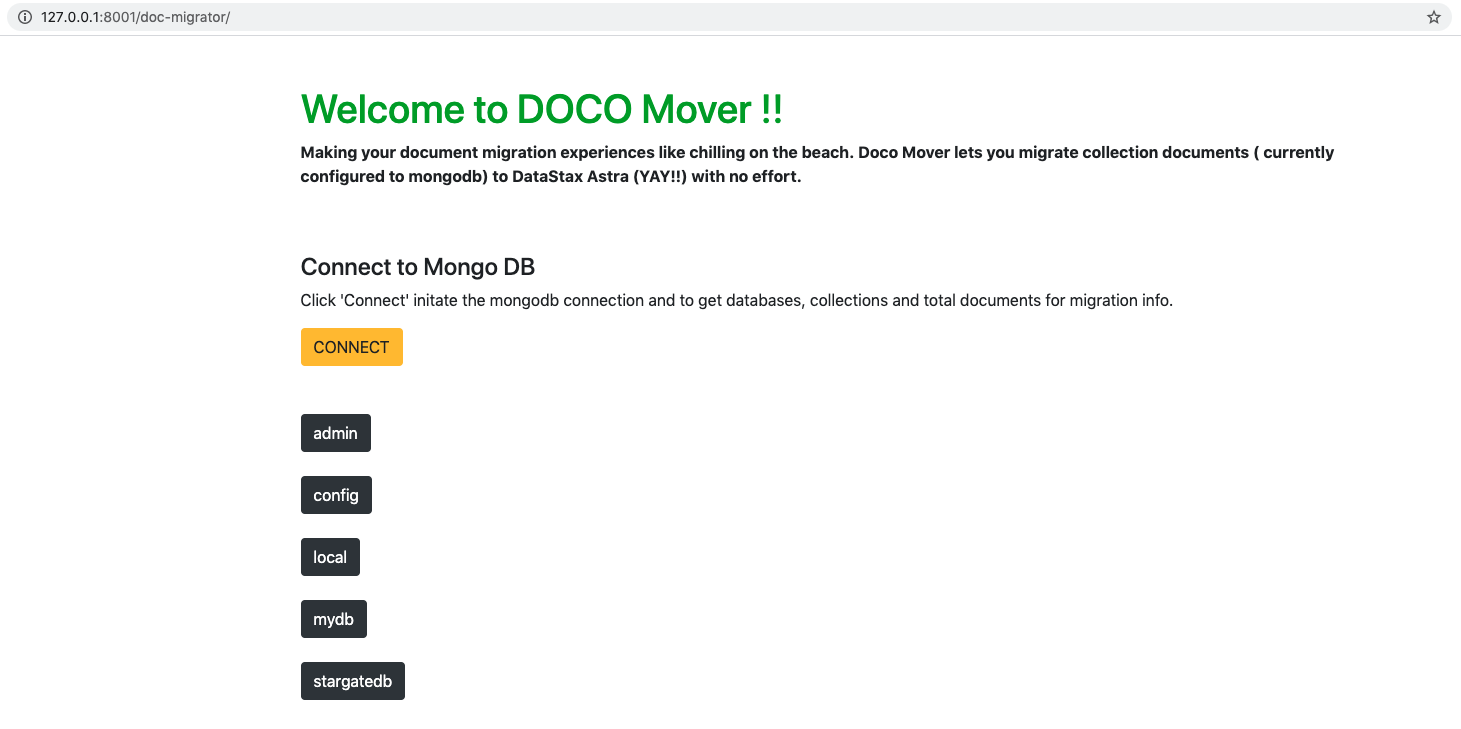 127.0.0.1:8001/doc-migrator/
Welcome to DOCO Mover !!
Making your document migration experiences like chilling on the beach. Doco Mover lets you migrate collection documents ( currently
configured to mongodb) to DataStax Astra (YAY!!) with no effort.
Connect to Mongo DB
Click 'Connect' initate the mongodb connection and to get databases, collections and total documents for migration info.
CONNECT
admin
config
local
mydb
stargatedb